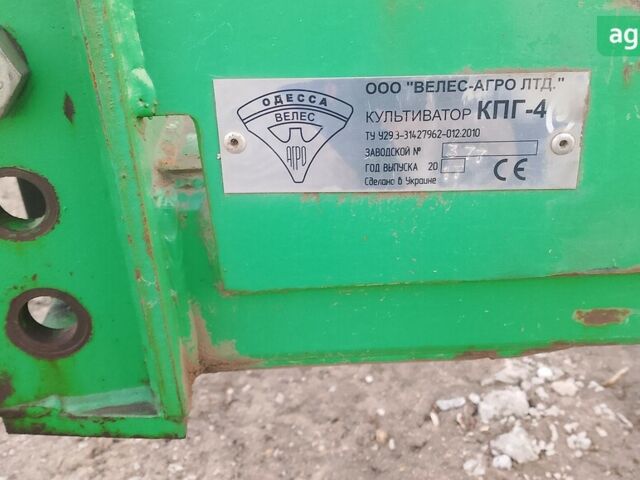 ag
ООО "ВЕЛЕС-АГРО ЛТД."
КУЛЬТИВАТОР КПГ-4
ТУ У29.3-31427962-012:2010
ЗАВОДСКОЙ №
ГОД ВЫПУСКА 20
Сделано в Украине CE
ОДЕССА
ВЕЛЕС
АГРО